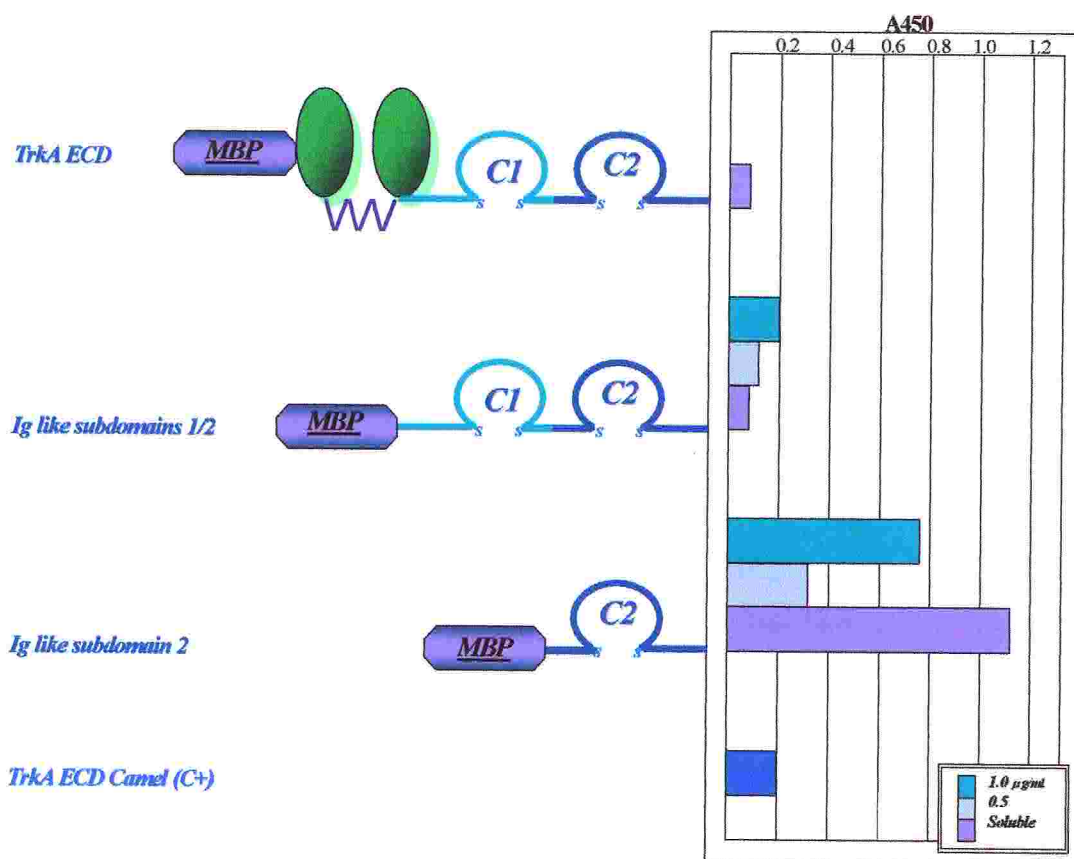 A450
0.2 0.4 0.6 0.8 1.0 1.2
TrkA ECD
MBP
C1
C2
s s s s
Ig like subdomains 1/2
MBP
C1
C2
s s s s
Ig like subdomain 2
MBP
C2
s s
TrkA ECD Camel (C+)
1.0 µg/ml
0.5
Soluble